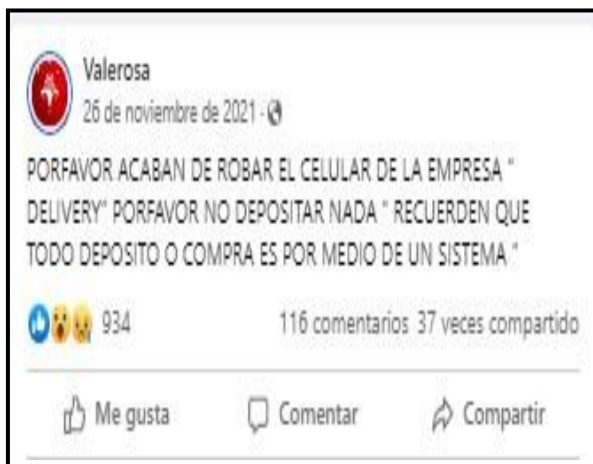 Valerosa
26 de noviembre de 2021 ·
PORFAVOR ACABAN DE ROBAR EL CELULAR DE LA EMPRESA "
DELIVERY" PORFAVOR NO DEPOSITAR NADA " RECUERDEN QUE
TODO DEPOSITO O COMPRA ES POR MEDIO DE UN SISTEMA "
934 116 comentarios 37 veces compartido
Me gusta Comentar Compartir